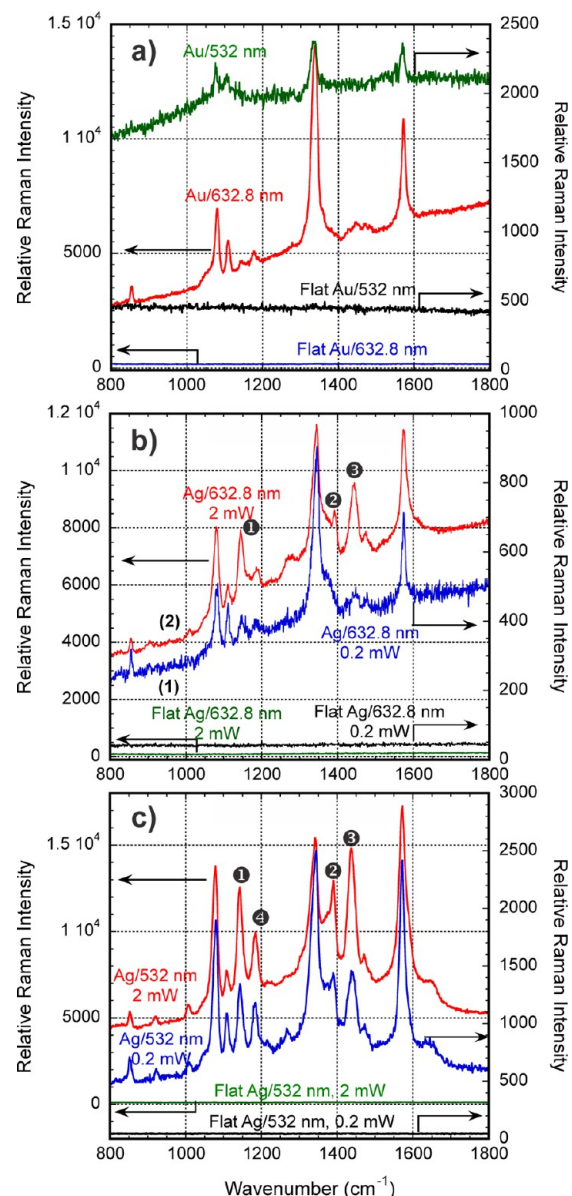 1.5 10⁴
2500
a)
Au/532 nm
2000
1 10⁴
Relative Raman Intensity
Relative Raman Intensity
1500
Au/632.8 nm
1000
5000
Flat Au/532 nm
500
Flat Au/632.8 nm
0
0
800 1000 1200 1400 1600 1800
1.2 10⁴
1000
b)
1 10⁴
❸
Ag/632.8 nm
2 mW
❶
❷
800
8000
Relative Raman Intensity
Relative Raman Intensity
600
6000
(2)
Ag/632.8 nm
0.2 mW
4000
400
(1)
Flat Ag/632.8 nm
2 mW
Flat Ag/632.8 nm
0.2 mW
2000
200
0
0
800 1000 1200 1400 1600 1800
3000
c)
1.5 10⁴
❶
❷
❸
❹
2500
2000
Relative Raman Intensity
Relative Raman Intensity
1 10⁴
Ag/532 nm
2 mW
1500
Ag/532 nm
0.2 mW
5000
1000
Flat Ag/532 nm, 2 mW
500
0
Flat Ag/532 nm, 0.2 mW
0
800 1000 1200 1400 1600 1800
Wavenumber (cm⁻¹)